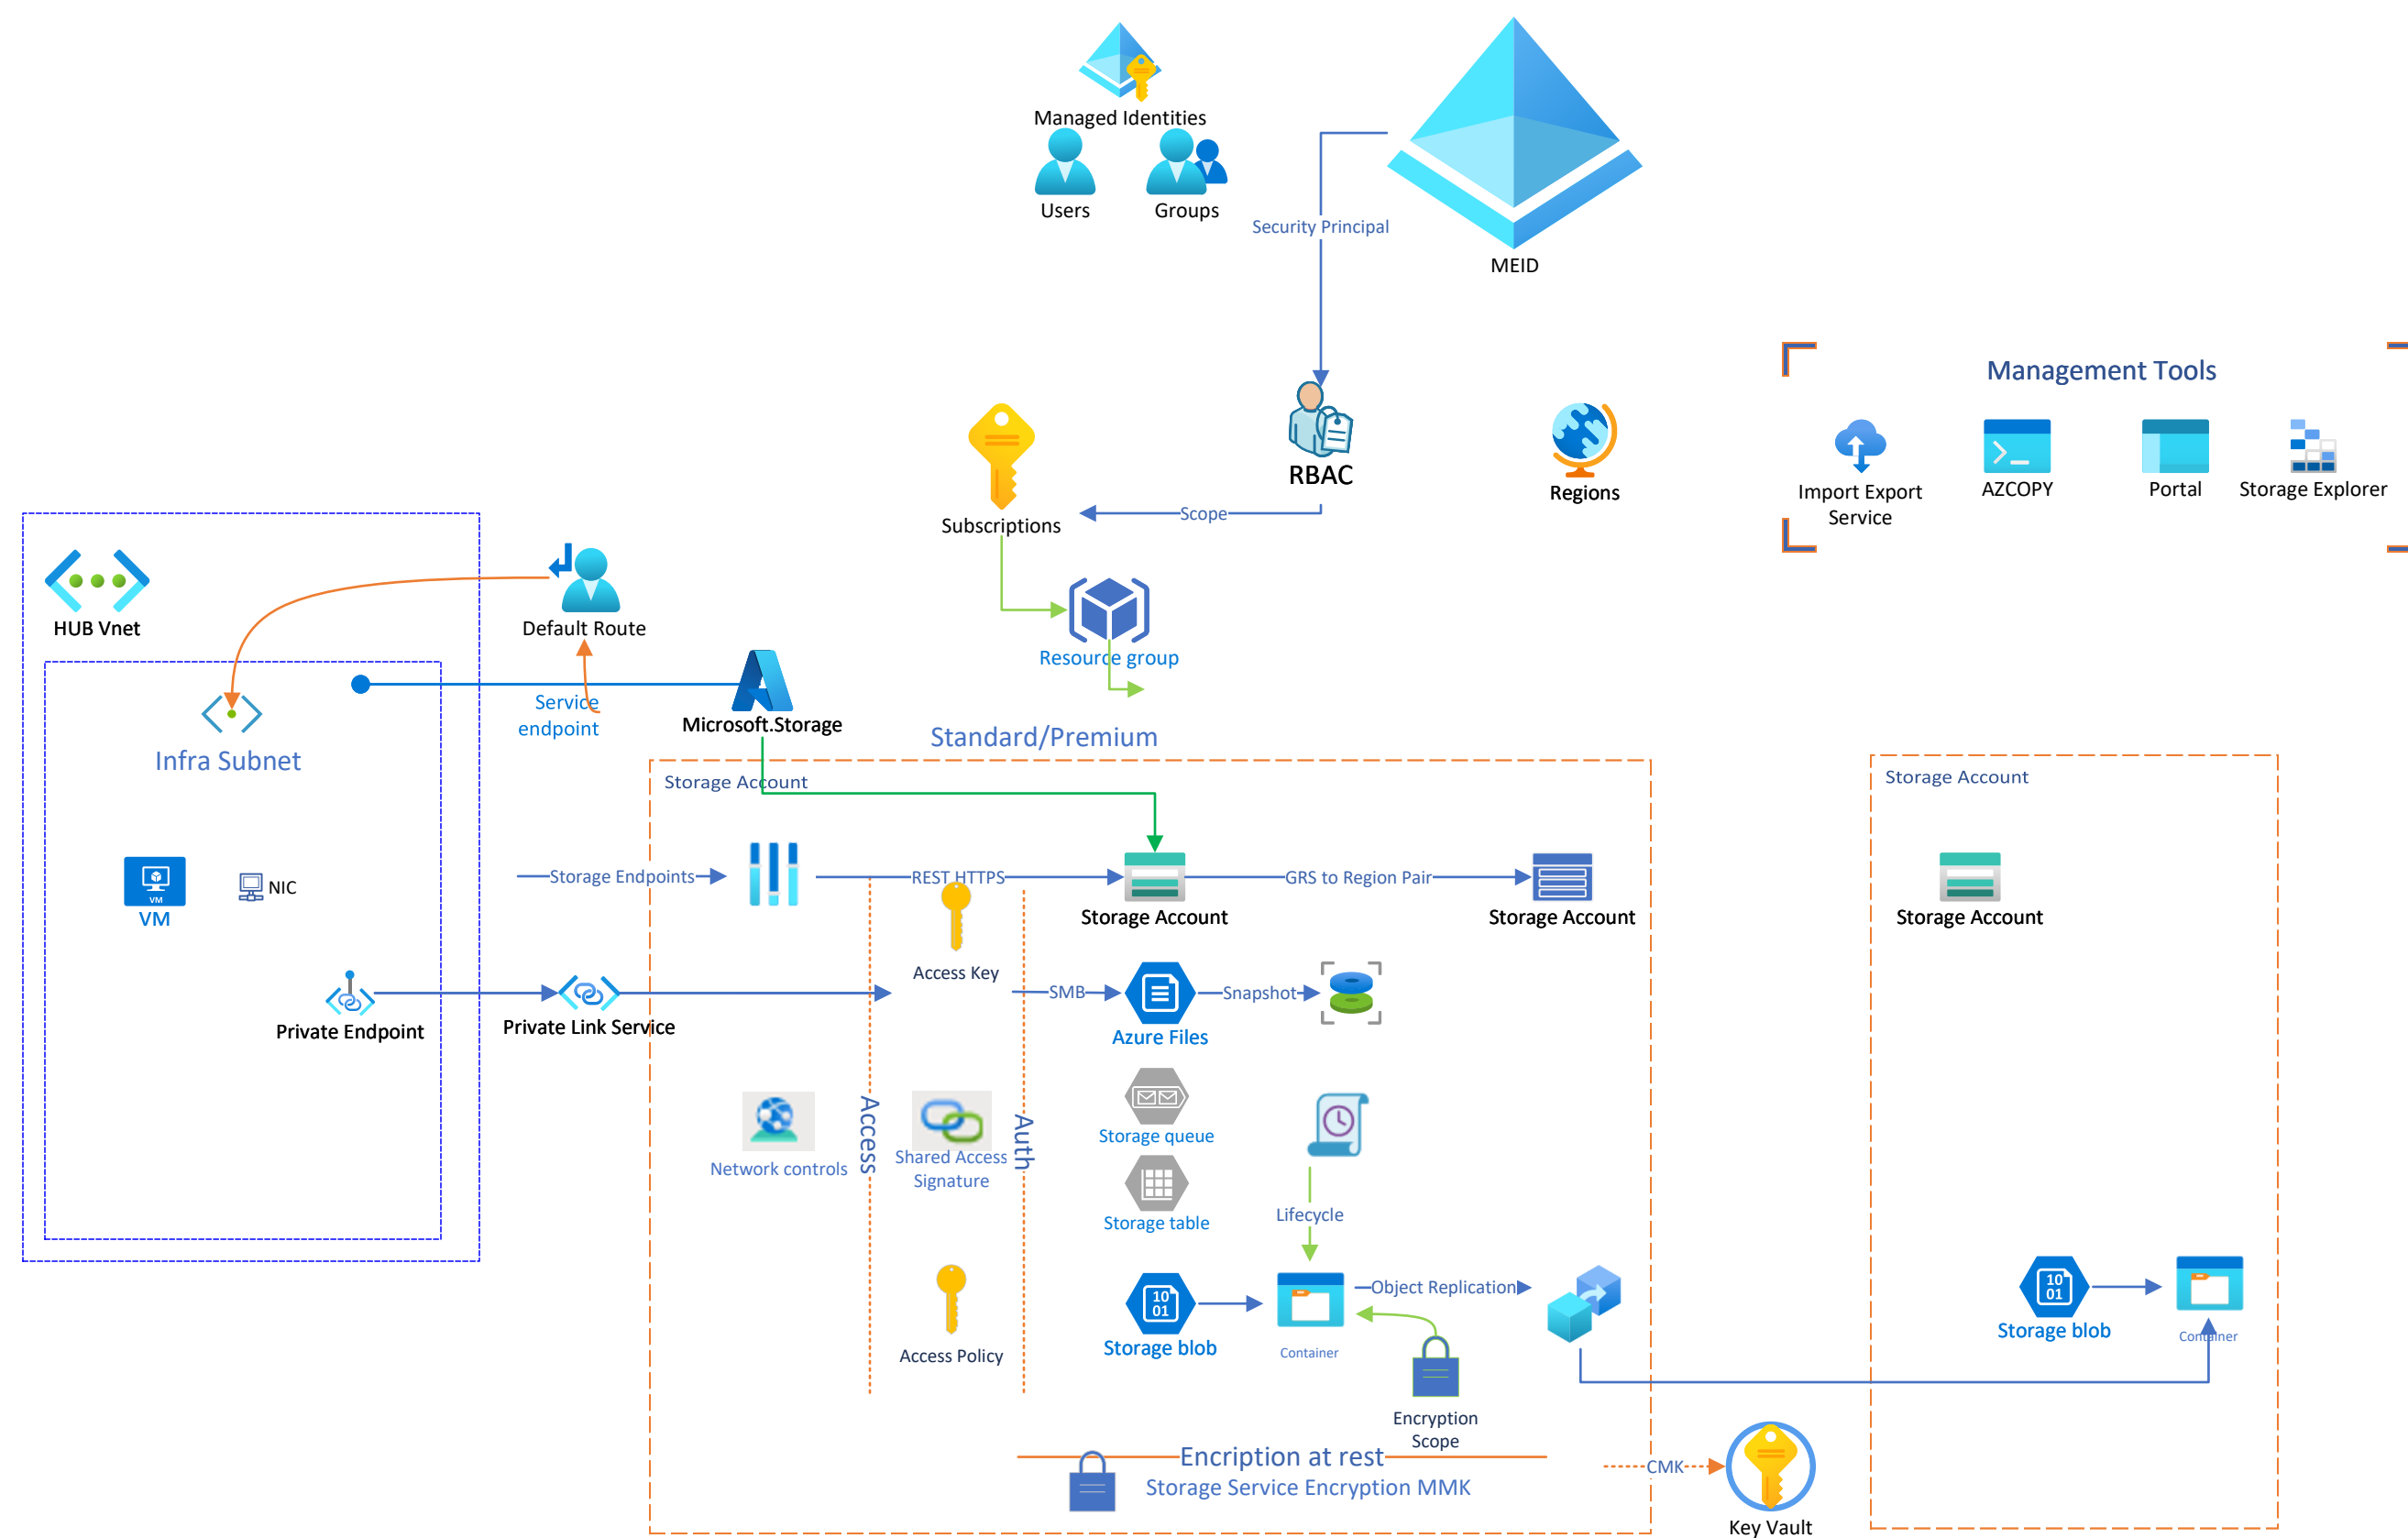 Managed Identities
Users
Groups
Security Principal
MEID
Management Tools
Import Export
Service
AZCOPY
Portal
Storage Explorer
RBAC
Regions
Subscriptions
Scope
HUB Vnet
Default Route
Resource group
Service
endpoint
Microsoft.Storage
Standard/Premium
Infra Subnet
Storage Account
Storage Account
VM
VM
NIC
Storage Endpoints
REST HTTPS
GRS to Region Pair
Storage Account
Storage Account
Storage Account
Access Key
Private Endpoint
Private Link Service
SMB
Snapshot
Azure Files
Access
Auth
Network controls
Shared Access
Signature
Storage queue
Storage table
Lifecycle
10
01
Storage blob
Container
Object Replication
Access Policy
Encryption
Scope
10
01
Storage blob
Container
Encription at rest
Storage Service Encryption MMK
CMK
Key Vault